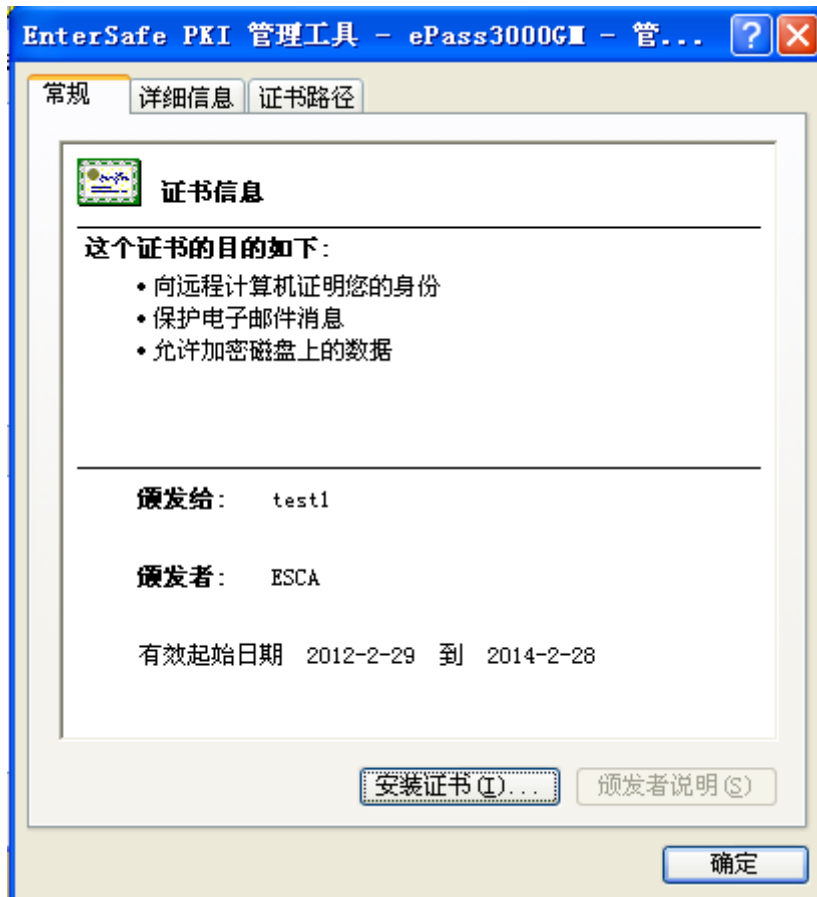 EnterSafe PKI 管理工具 - ePass3000GM - 管...
常规 详细信息 证书路径
证书信息
这个证书的目的如下:
• 向远程计算机证明您的身份
• 保护电子邮件消息
• 允许加密磁盘上的数据
颁发给: test1
颁发者: ESCA
有效起始日期 2012-2-29 到 2014-2-28
安装证书(I)... 颁发者说明(S)
确定